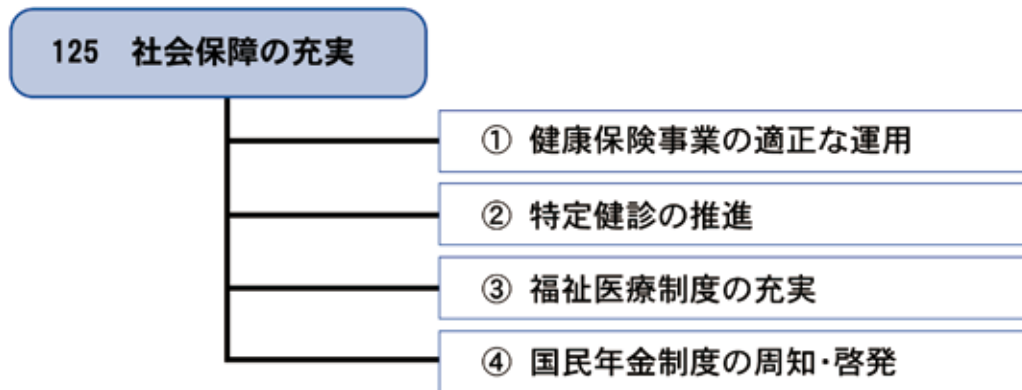 125 社会保障の充実
① 健康保険事業の適正な運用
② 特定健診の推進
③ 福祉医療制度の充実
④ 国民年金制度の周知・啓発